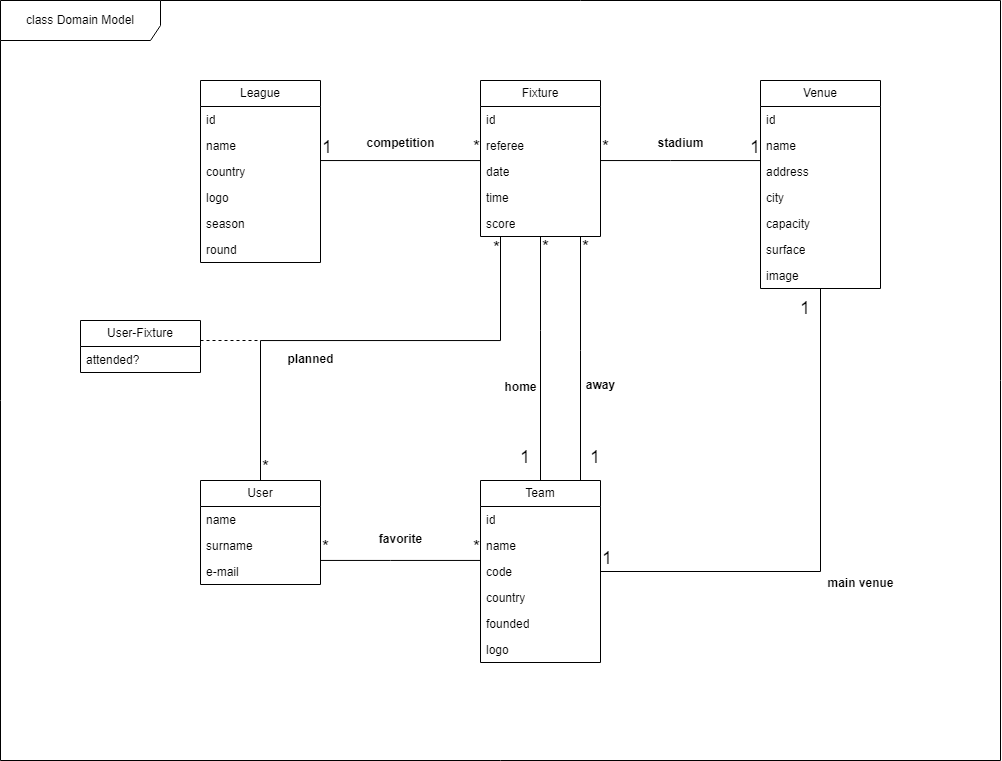 class Domain Model
League
id
name
country
logo
season
round
1
competition
*
Fixture
id
referee
date
time
score
*
stadium
1
Venue
id
name
address
city
capacity
surface
image
*
*
*
1
User-Fixture
attended?
planned
home
away
*
1
1
User
name
surname
e-mail
*
favorite
*
Team
id
name
code
country
founded
logo
1
main venue